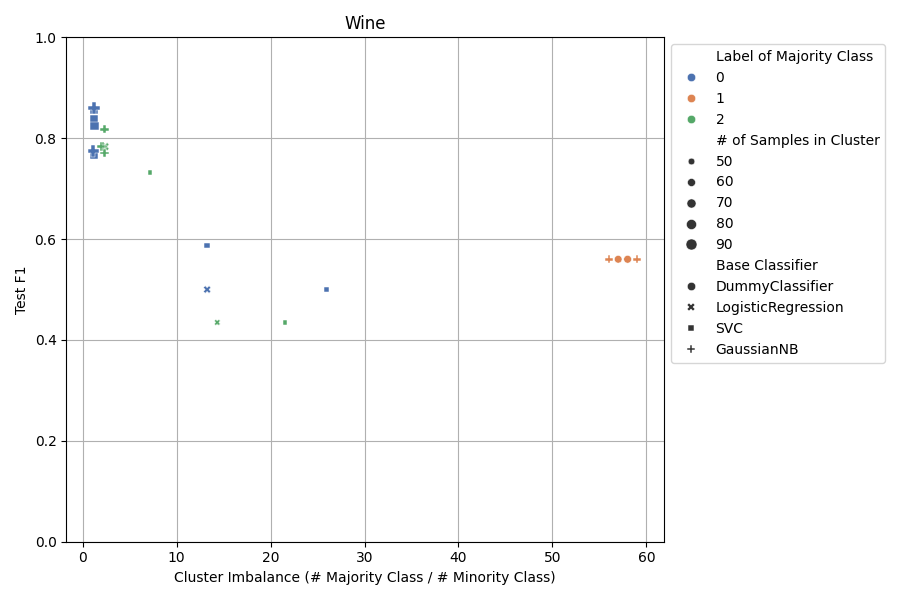 Wine
1.0
0.8
0.6
0.4
0.2
0.0
Test F1
0 10 20 30 40 50 60
Cluster Imbalance (# Majority Class / # Minority Class)
Label of Majority Class
0
1
2
# of Samples in Cluster
50
60
70
80
90
Base Classifier
DummyClassifier
LogisticRegression
SVC
GaussianNB